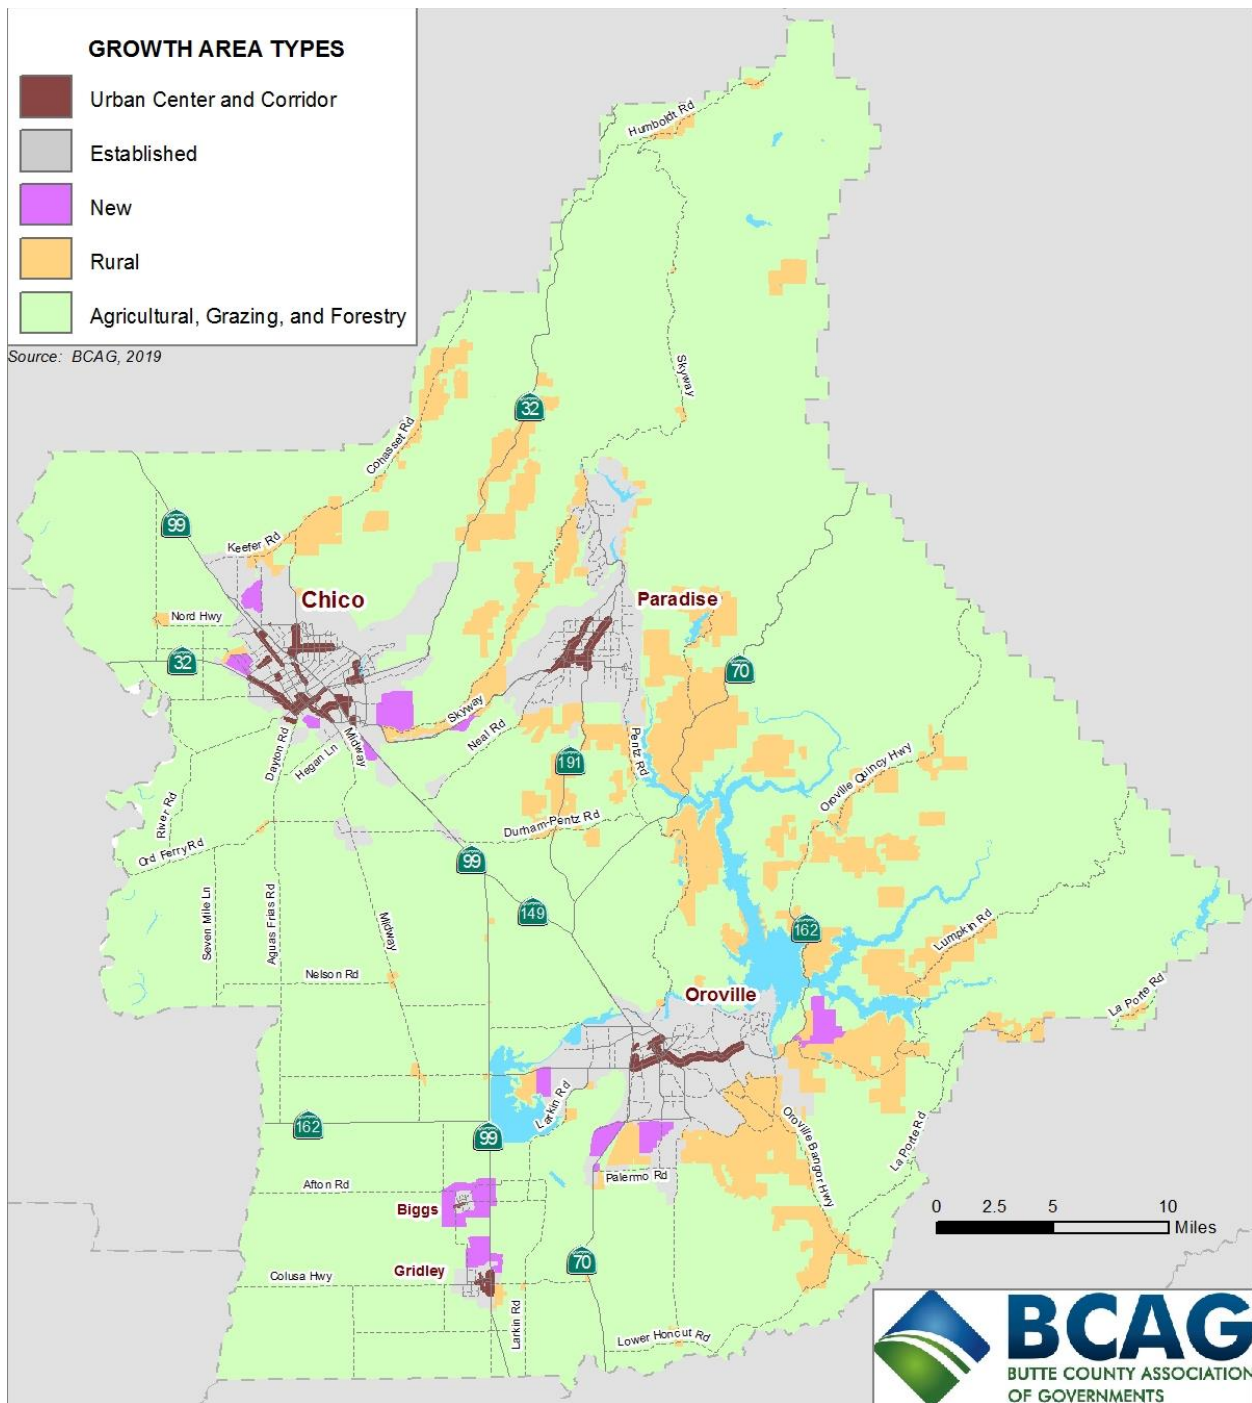 GROWTH AREA TYPES
Urban Center and Corridor
Established
New
Rural
Agricultural, Grazing, and Forestry
Source: BCAG, 2019
Humboldt Rd
Skyway
32
Cohasset Rd
99
Keefer Rd
Chico
Paradise
Nord Hwy
32
70
Skyway
Neal Rd
Dayton Rd
Hegan Ln
Midway
Pentz Rd
191
Oroville Quincy Hwy
River Rd
Durham-Pentz Rd
Ord Ferry Rd
99
Seven Mile Ln
Aguas Frias Rd
Midway
149
162
Lumpkin Rd
Nelson Rd
Oroville
La Porte Rd
Larkin Rd
162
99
Oroville Bangor Hwy
La Porte Rd
Palermo Rd
Afton Rd
Biggs
0 2.5 5 10
Miles
Gridley
70
Colusa Hwy
Larkin Rd
Lower Honcut Rd
BCAG
BUTTE COUNTY ASSOCIATION
OF GOVERNMENTS